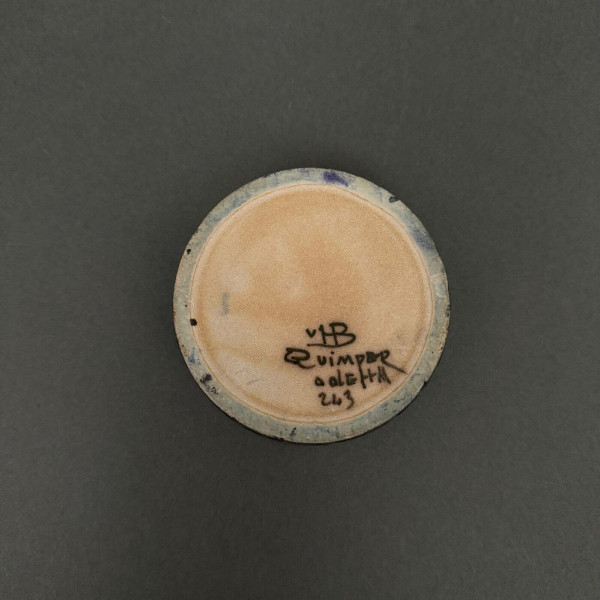 HB
Quimper
odetta
243